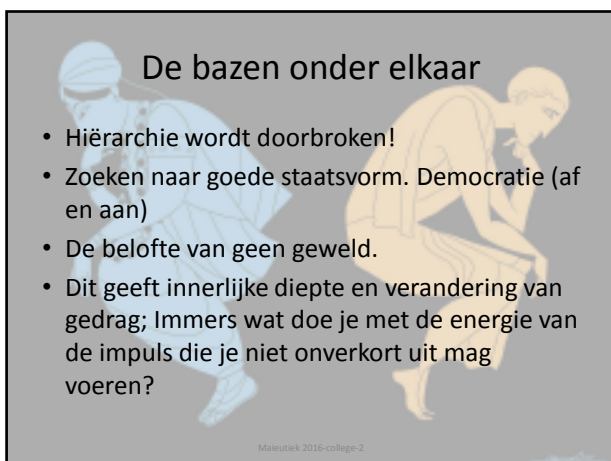 De bazen onder elkaar
• Hiërarchie wordt doorbroken!
• Zoeken naar goede staatsvorm. Democratie (af
en aan)
• De belofte van geen geweld.
• Dit geeft innerlijke diepte en verandering van
gedrag; Immers wat doe je met de energie van
de impuls die je niet onverkort uit mag
voeren?
Maieutiek 2016-college-2